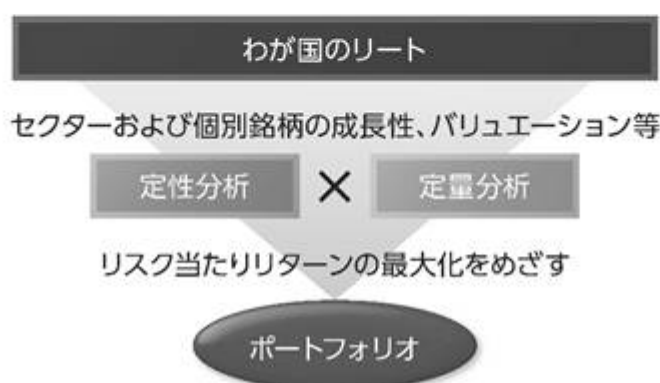 わが国のリート
セクターおよび個別銘柄の成長性、バリュエーション等
定性分析 × 定量分析
リスク当たりリターンの最大化をめざす
ポートフォリオ